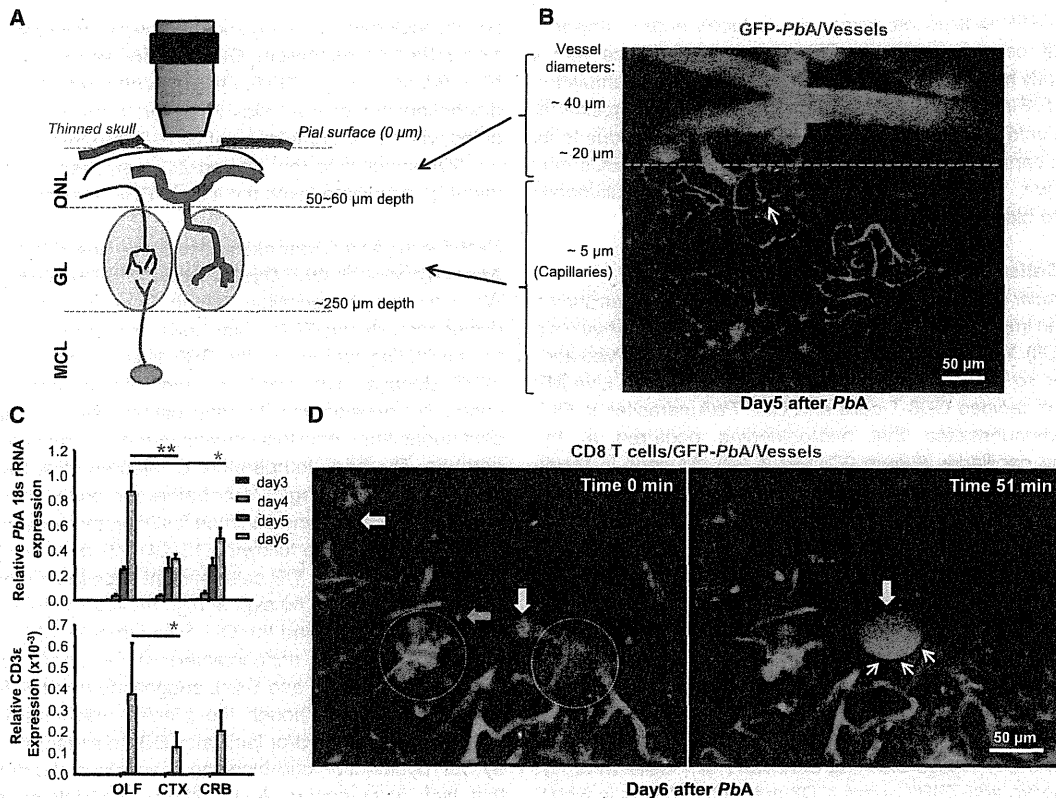 A
Thinned skull
Pial surface (0 µm)
ONL
50~60 µm depth
GL
~250 µm depth
MCL
B
GFP-PbA/Vessels
Vessel
diameters:
~ 40 µm
~ 20 µm
~ 5 µm
(Capillaries)
50 µm
Day5 after PbA
C
Relative PbA 18s rRNA
expression
1.2
1.0
0.8
0.6
0.4
0.2
0.0
**
*
day3
day4
day5
day6
Relative CD3ε
Expression (x10⁻³)
0.7
0.6
0.5
0.4
0.3
0.2
0.1
0.0
*
OLF CTX CRB
D
CD8 T cells/GFP-PbA/Vessels
Time 0 min
Time 51 min
50 µm
Day6 after PbA